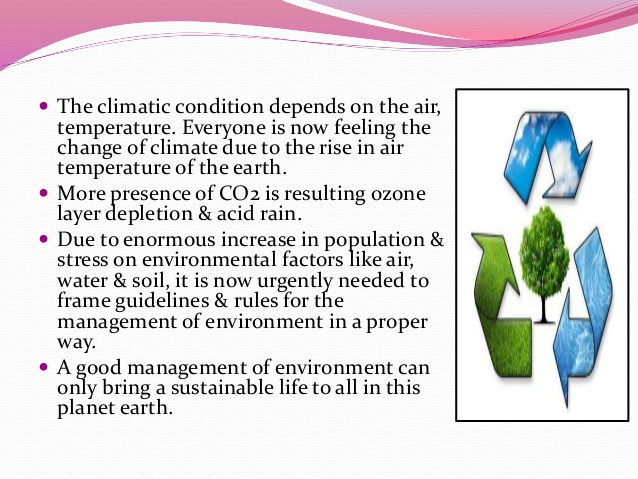 • The climatic condition depends on the air,
temperature. Everyone is now feeling the
change of climate due to the rise in air
temperature of the earth.
• More presence of CO2 is resulting ozone
layer depletion & acid rain.
• Due to enormous increase in population &
stress on environmental factors like air,
water & soil, it is now urgently needed to
frame guidelines & rules for the
management of environment in a proper
way.
• A good management of environment can
only bring a sustainable life to all in this
planet earth.